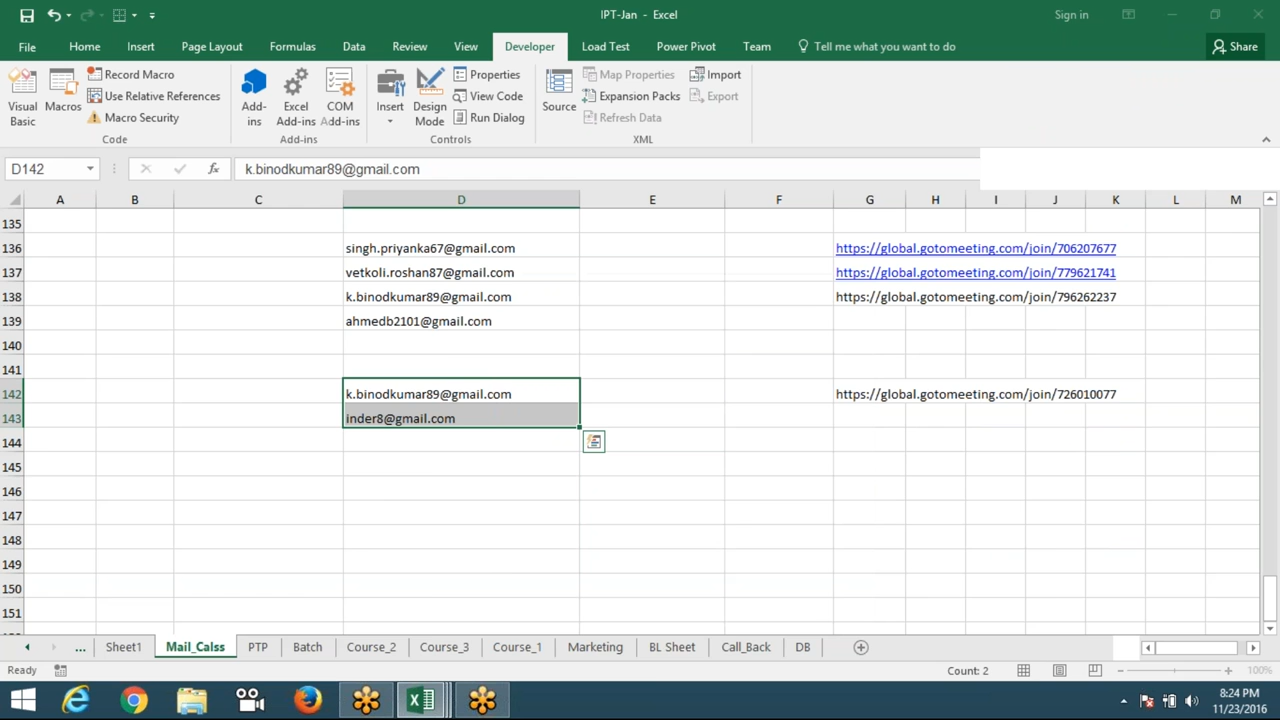 IPT-Jan - Excel
Sign in
File Home Insert Page Layout Formulas Data Review View Developer Load Test Power Pivot Team Tell me what you want to do Share
Visual Basic
Macros
Record Macro
Use Relative References
Macro Security
Code
Add-ins
Excel Add-ins
COM Add-ins
Add-ins
Insert
Design Mode
Properties
View Code
Run Dialog
Controls
Source
Map Properties
Expansion Packs
Refresh Data
Import
Export
XML
D142
fx
k.binodkumar89@gmail.com
A B C D E F G H I J K L M
135
136 singh.priyanka67@gmail.com https://global.gotomeeting.com/join/706207677
137 vetkoli.roshan87@gmail.com https://global.gotomeeting.com/join/779621741
138 k.binodkumar89@gmail.com https://global.gotomeeting.com/join/796262237
139 ahmedb2101@gmail.com
140
141
142 k.binodkumar89@gmail.com https://global.gotomeeting.com/join/726010077
143 inder8@gmail.com
144
145
146
147
148
149
150
151
... Sheet1 Mail_Calss PTP Batch Course_2 Course_3 Course_1 Marketing BL Sheet Call_Back DB
Ready Count: 2 100%
8:24 PM
11/23/2016